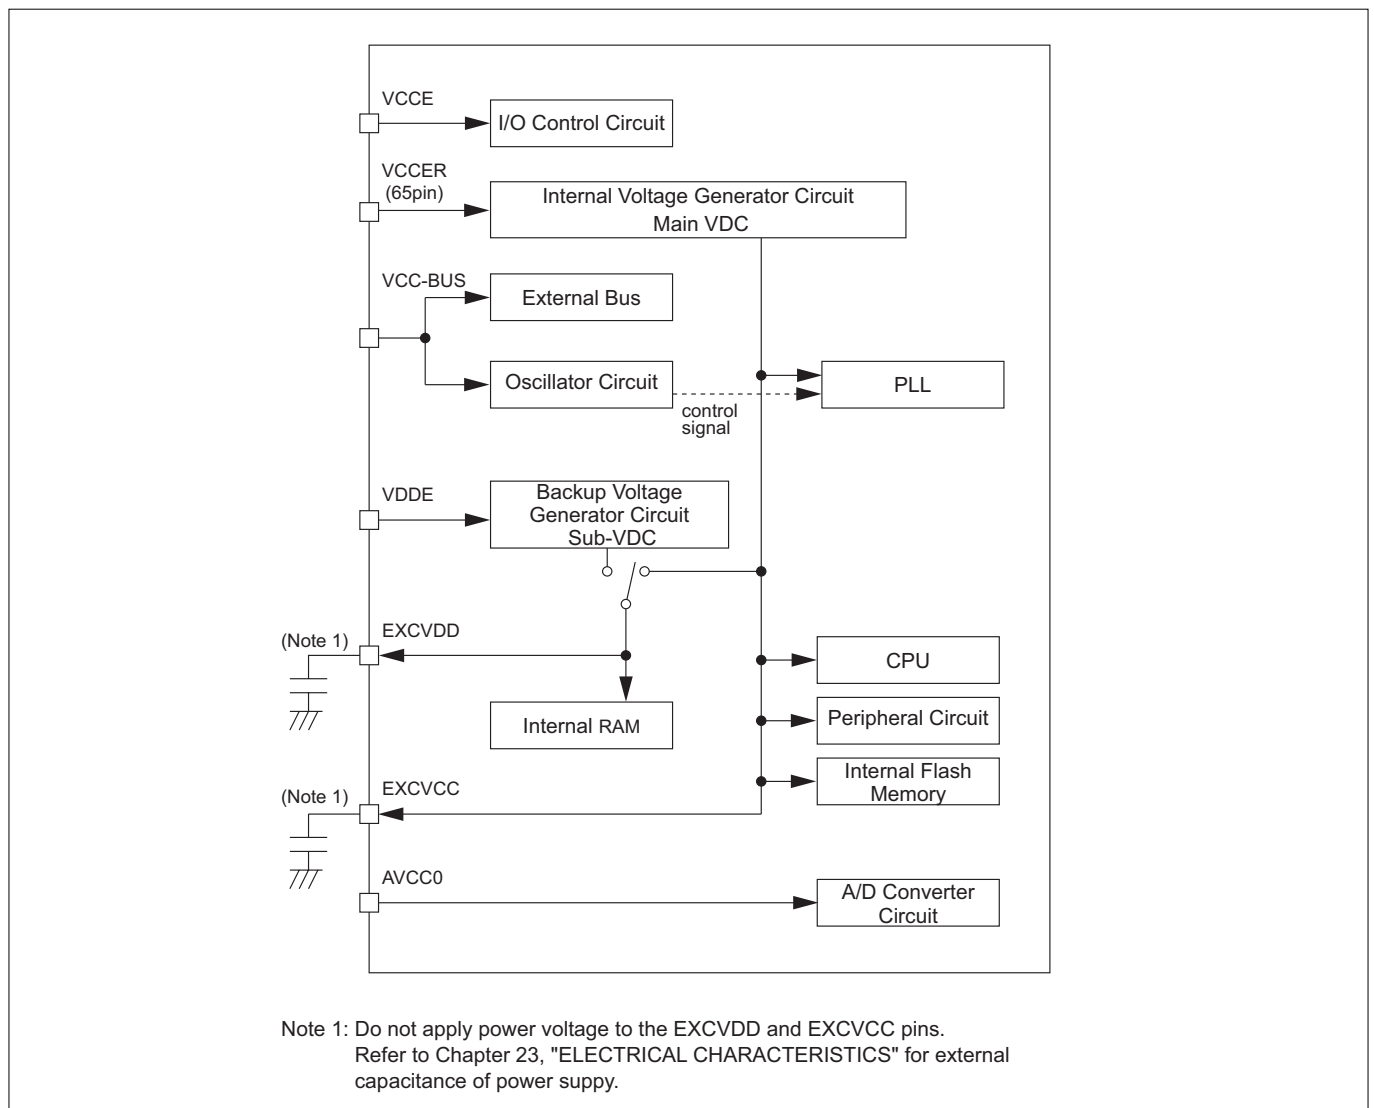 VCCE
I/O Control Circuit
VCCER
(65pin)
Internal Voltage Generator Circuit
Main VDC
VCC-BUS
External Bus
Oscillator Circuit
PLL
control
signal
VDDE
Backup Voltage
Generator Circuit
Sub-VDC
(Note 1)
EXCVDD
CPU
Internal RAM
Peripheral Circuit
Internal Flash
Memory
(Note 1)
EXCVCC
AVCC0
A/D Converter
Circuit
Note 1: Do not apply power voltage to the EXCVDD and EXCVCC pins.
Refer to Chapter 23, "ELECTRICAL CHARACTERISTICS" for external
capacitance of power suppy.